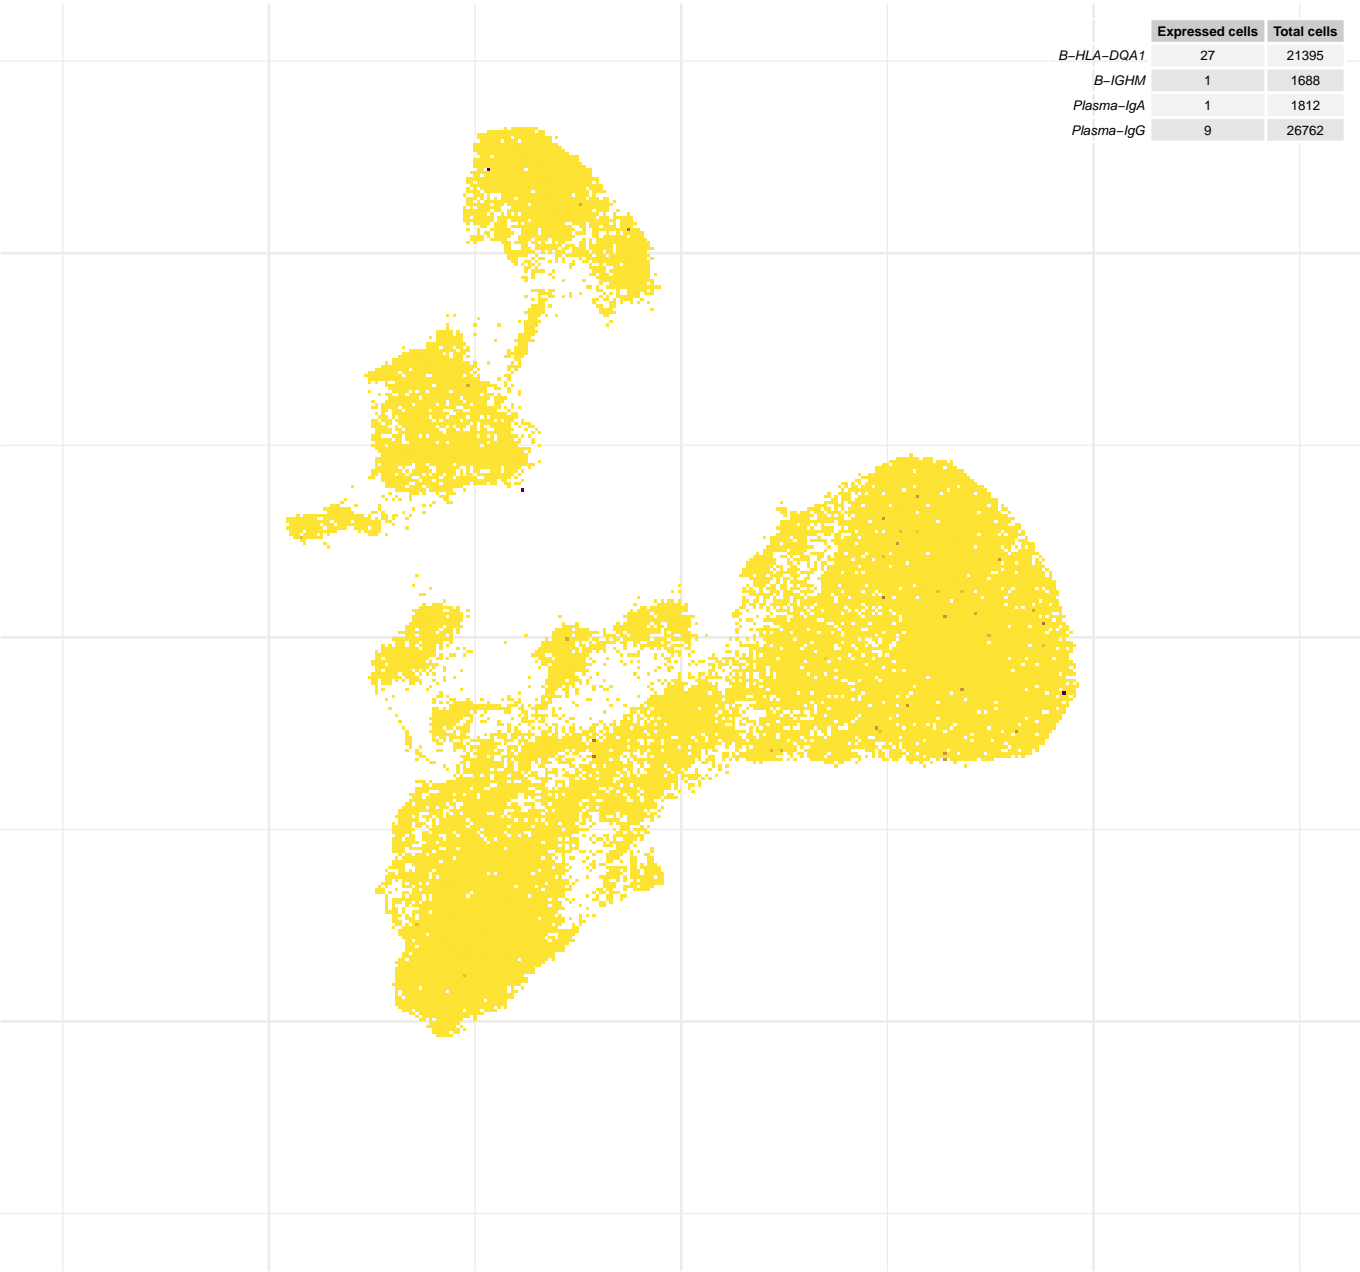 Expressed cells Total cells
B−HLA−DQA1 27 21395
B−IGHM 1 1688
Plasma−IgA 1 1812
Plasma−IgG 9 26762